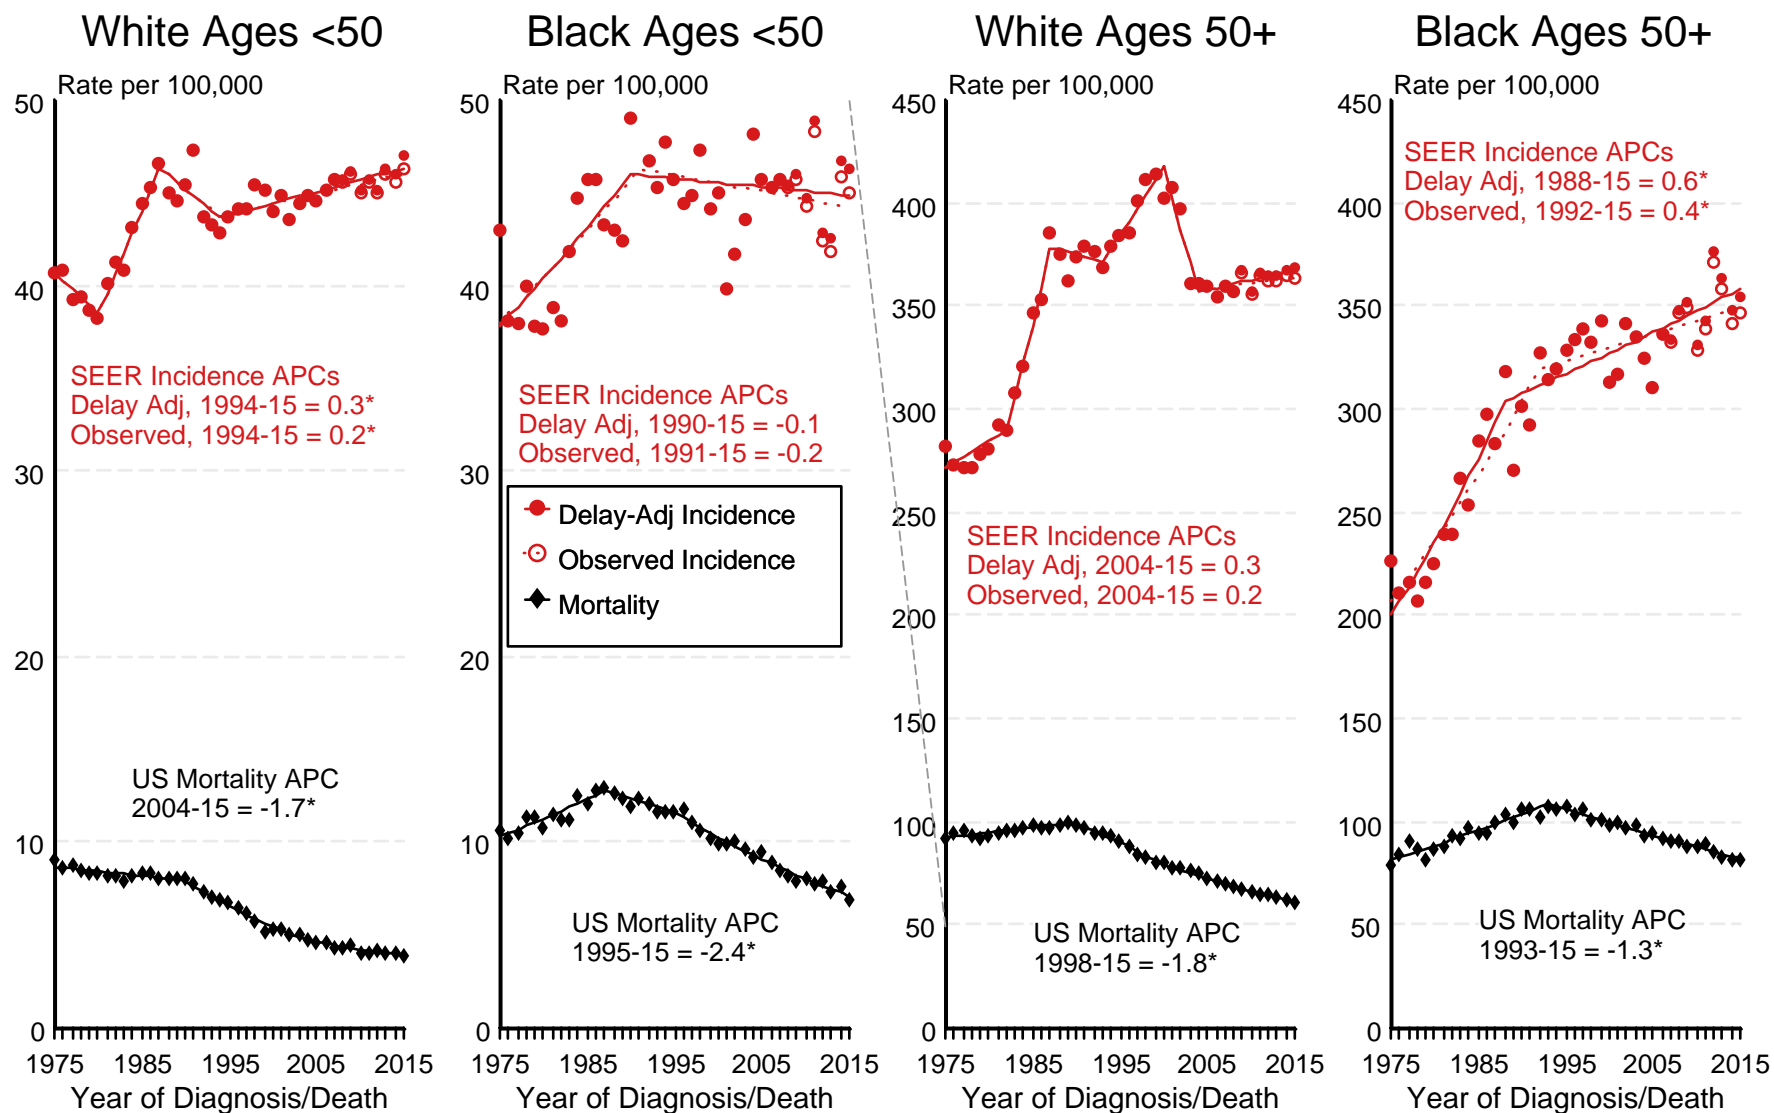 White Ages <50
Rate per 100,000
50
40
30
20
10
0
SEER Incidence APCs
Delay Adj, 1994-15 = 0.3*
Observed, 1994-15 = 0.2*
US Mortality APC
2004-15 = -1.7*
1975 1985 1995 2005 2015
Year of Diagnosis/Death
Black Ages <50
Rate per 100,000
50
40
30
20
10
0
SEER Incidence APCs
Delay Adj, 1990-15 = -0.1
Observed, 1991-15 = -0.2
Delay-Adj Incidence
Observed Incidence
Mortality
US Mortality APC
1995-15 = -2.4*
1975 1985 1995 2005 2015
Year of Diagnosis/Death
White Ages 50+
Rate per 100,000
450
400
350
300
250
200
150
100
50
0
SEER Incidence APCs
Delay Adj, 2004-15 = 0.3
Observed, 2004-15 = 0.2
US Mortality APC
1998-15 = -1.8*
1975 1985 1995 2005 2015
Year of Diagnosis/Death
Black Ages 50+
Rate per 100,000
450
400
350
300
250
200
150
100
50
0
SEER Incidence APCs
Delay Adj, 1988-15 = 0.6*
Observed, 1992-15 = 0.4*
US Mortality APC
1993-15 = -1.3*
1975 1985 1995 2005 2015
Year of Diagnosis/Death